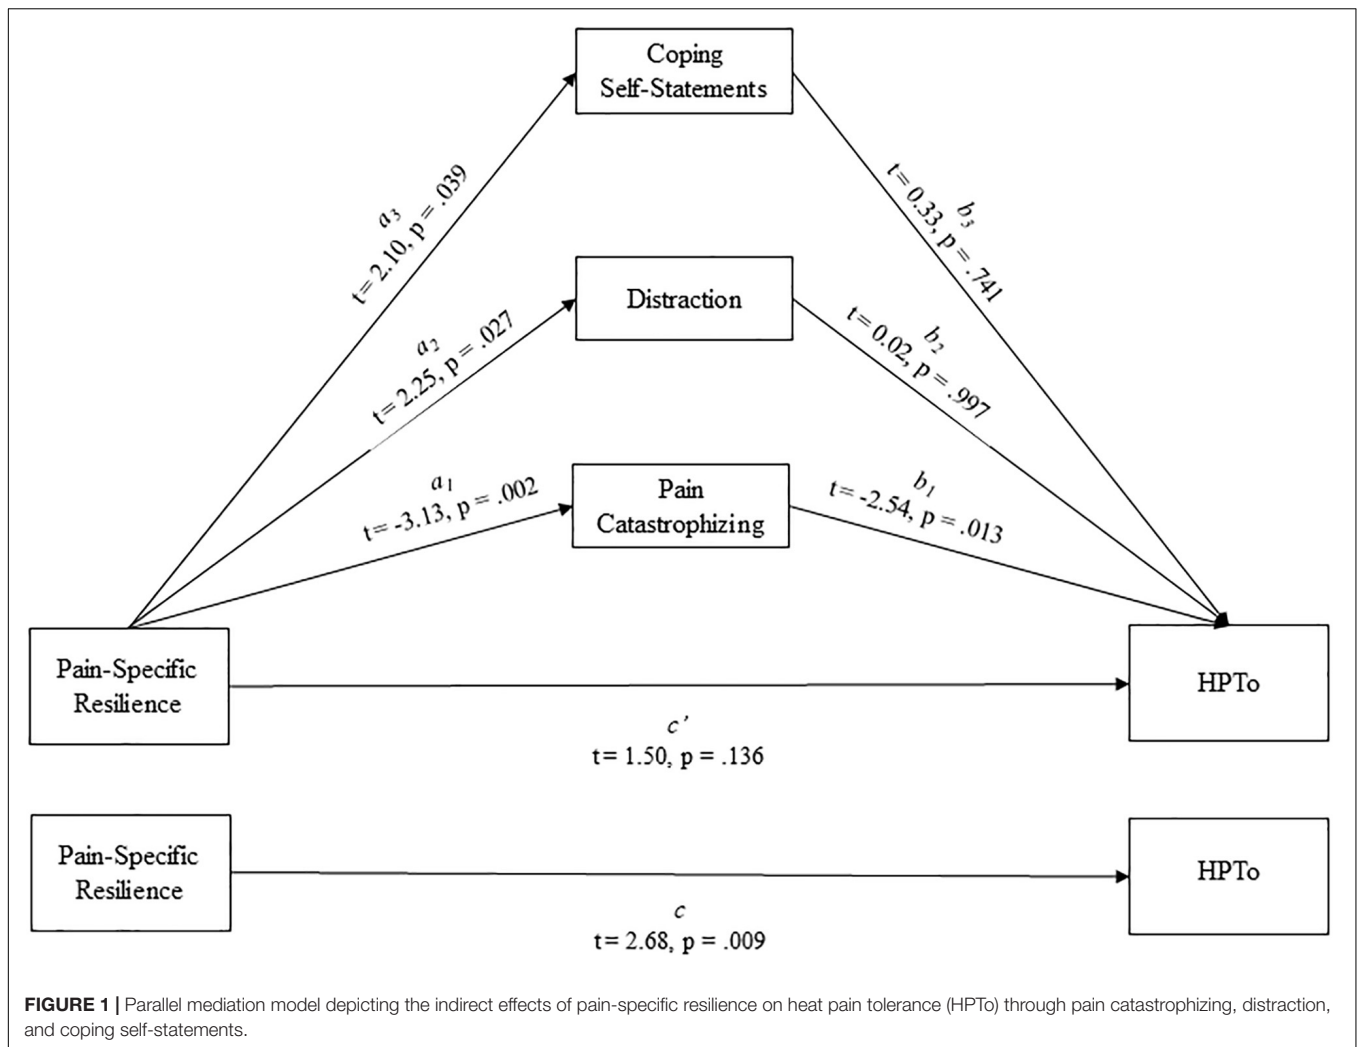 Coping
Self-Statements
a3
t= 2.10, p = .039
b3
t= 0.33, p = .741
Distraction
a2
t= 2.25, p = .027
b2
t= 0.02, p = .997
Pain
Catastrophizing
a1
t= -3.13, p = .002
b1
t= -2.54, p = .013
Pain-Specific
Resilience
HPTo
c'
t= 1.50, p = .136
Pain-Specific
Resilience
HPTo
c
t= 2.68, p = .009
FIGURE 1 | Parallel mediation model depicting the indirect effects of pain-specific resilience on heat pain tolerance (HPTo) through pain catastrophizing, distraction,
and coping self-statements.